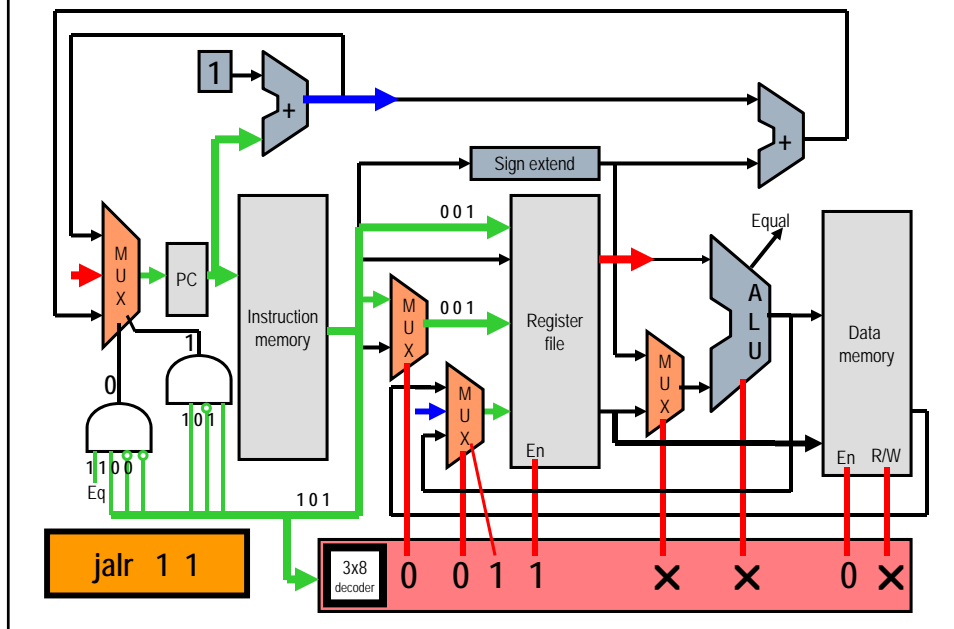 1
+
+
Sign extend
0 0 1
Equal
M
U
X
PC
Instruction
memory
M
U
X
0 0 1
Register
file
A
L
U
Data
memory
M
U
X
1
0
M
U
X
1 0 1
1 1 0 0
Eq
En
En
R/W
1 0 1
jalr 1 1
3x8
decoder
0
0
1
1
×
×
0
×